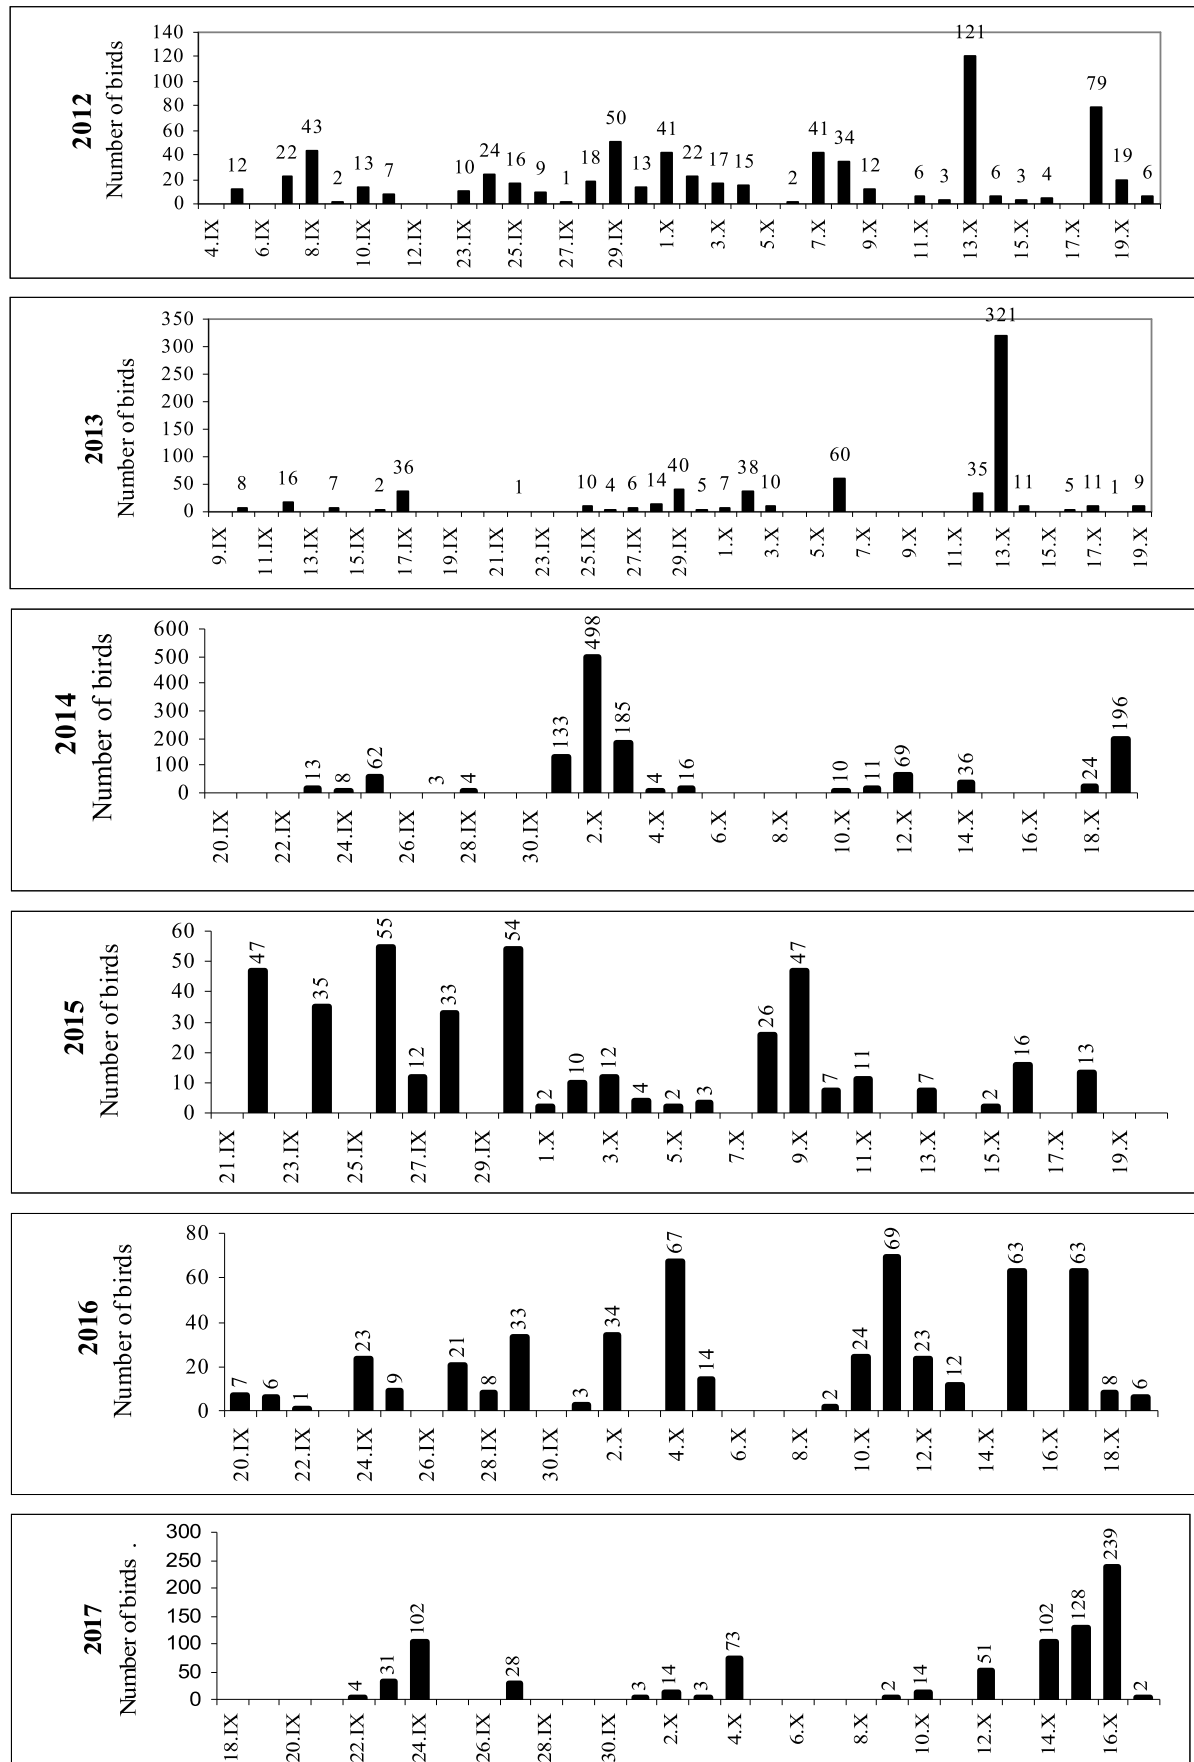 2012
Number of birds
140
120
100
80
60
40
20
0
12 22 43 2 13 7 10 24 16 9 1 18 50 13 41 22 17 15 2 41 34 12 6 3 121 6 3 4 79 19 6
4.IX 6.IX 8.IX 10.IX 12.IX 23.IX 25.IX 27.IX 29.IX 1.X 3.X 5.X 7.X 9.X 11.X 13.X 15.X 17.X 19.X
2013
Number of birds
350
300
250
200
150
100
50
0
8 16 7 2 36 1 10 4 6 14 40 5 7 38 10 60 35 321 11 5 11 1 9
9.IX 11.IX 13.IX 15.IX 17.IX 19.IX 21.IX 23.IX 25.IX 27.IX 29.IX 1.X 3.X 5.X 7.X 9.X 11.X 13.X 15.X 17.X 19.X
2014
Number of birds
600
500
400
300
200
100
0
13 8 62 3 4 133 498 185 4 16 10 11 69 36 24 196
20.IX 22.IX 24.IX 26.IX 28.IX 30.IX 2.X 4.X 6.X 8.X 10.X 12.X 14.X 16.X 18.X
2015
Number of birds
60
50
40
30
20
10
0
47 35 55 12 33 54 2 10 12 4 2 3 26 47 7 11 7 2 16 13
21.IX 23.IX 25.IX 27.IX 29.IX 1.X 3.X 5.X 7.X 9.X 11.X 13.X 15.X 17.X 19.X
2016
Number of birds
80
60
40
20
0
7 6 1 23 9 21 8 33 3 34 67 14 2 24 69 23 12 63 63 8 6
20.IX 22.IX 24.IX 26.IX 28.IX 30.IX 2.X 4.X 6.X 8.X 10.X 12.X 14.X 16.X 18.X
2017
Number of birds .
300
250
200
150
100
50
0
4 31 102 28 3 14 3 73 2 14 51 102 128 239 2
18.IX 20.IX 22.IX 24.IX 26.IX 28.IX 30.IX 2.X 4.X 6.X 8.X 10.X 12.X 14.X 16.X